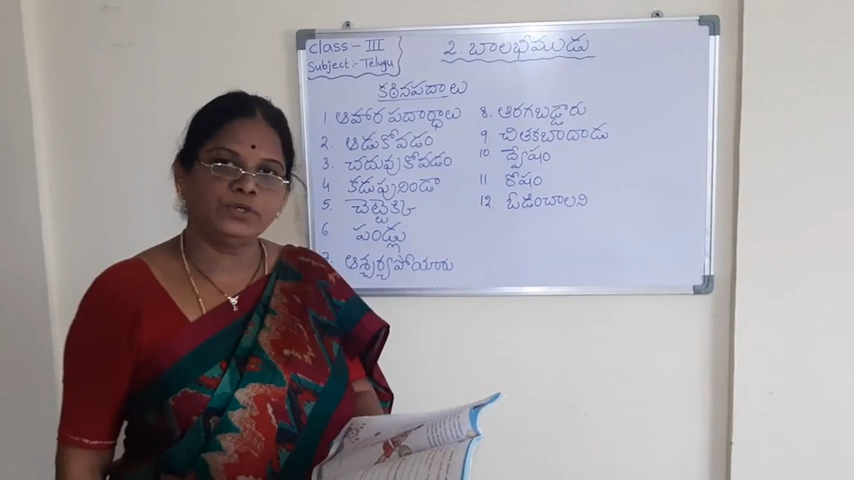 class:- III
Subject:- Telugu
2. బాలభీముడు
కఠినపదాలు
1. ఆహార పదార్థాలు
2. ఆడుకోవడం
3. చదువుకోవడం
4. కడుపునిండా
5. చెట్టెక్కి
6. పండ్లు
7. ఆశ్చర్యపోయారు
8. ఆరగబడ్డారు
9. చితకబాదాడు
10. ద్వేషం
11. రోషం
12. ఓడించాలని